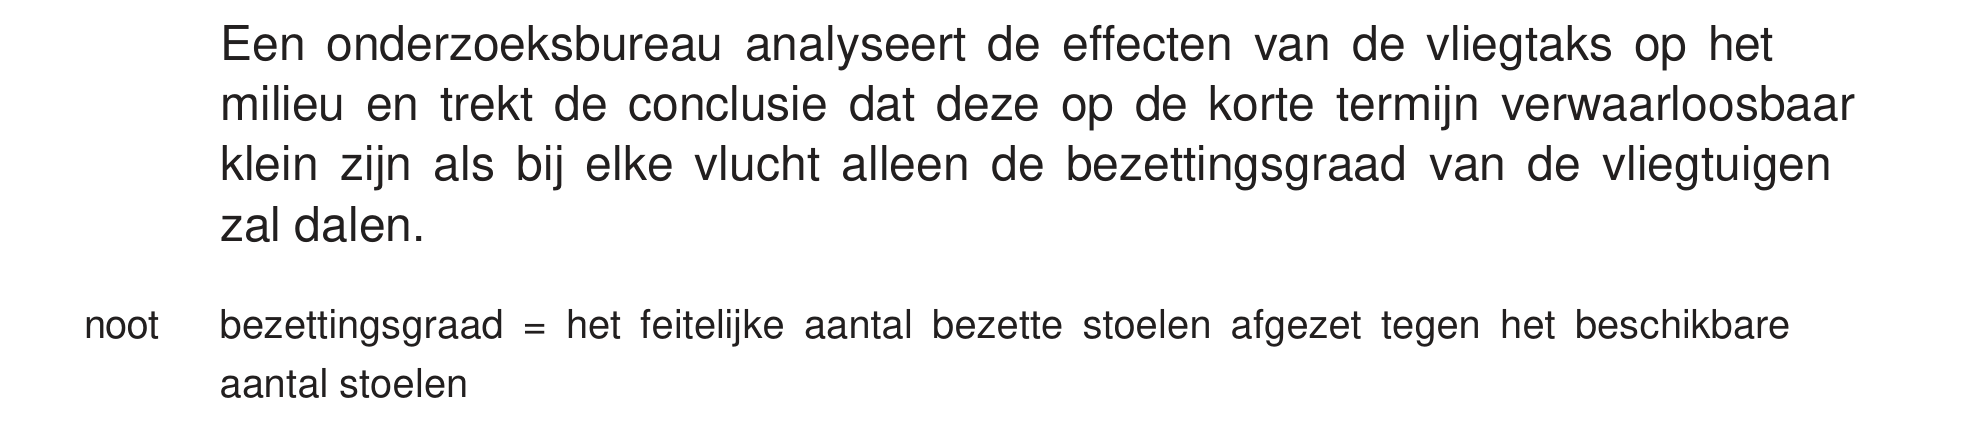 Een onderzoeksbureau analyseert de effecten van de vliegtaks op het
milieu en trekt de conclusie dat deze op de korte termijn verwaarloosbaar
klein zijn als bij elke vlucht alleen de bezettingsgraad van de vliegtuigen
zal dalen.
noot bezettingsgraad = het feitelijke aantal bezette stoelen afgezet tegen het beschikbare
aantal stoelen